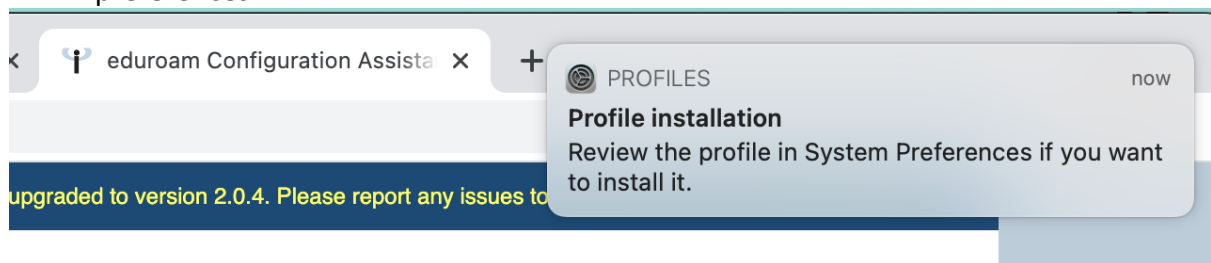 eduroam Configuration Assista
PROFILES
now
Profile installation
Review the profile in System Preferences if you want
to install it.
upgraded to version 2.0.4. Please report any issues to